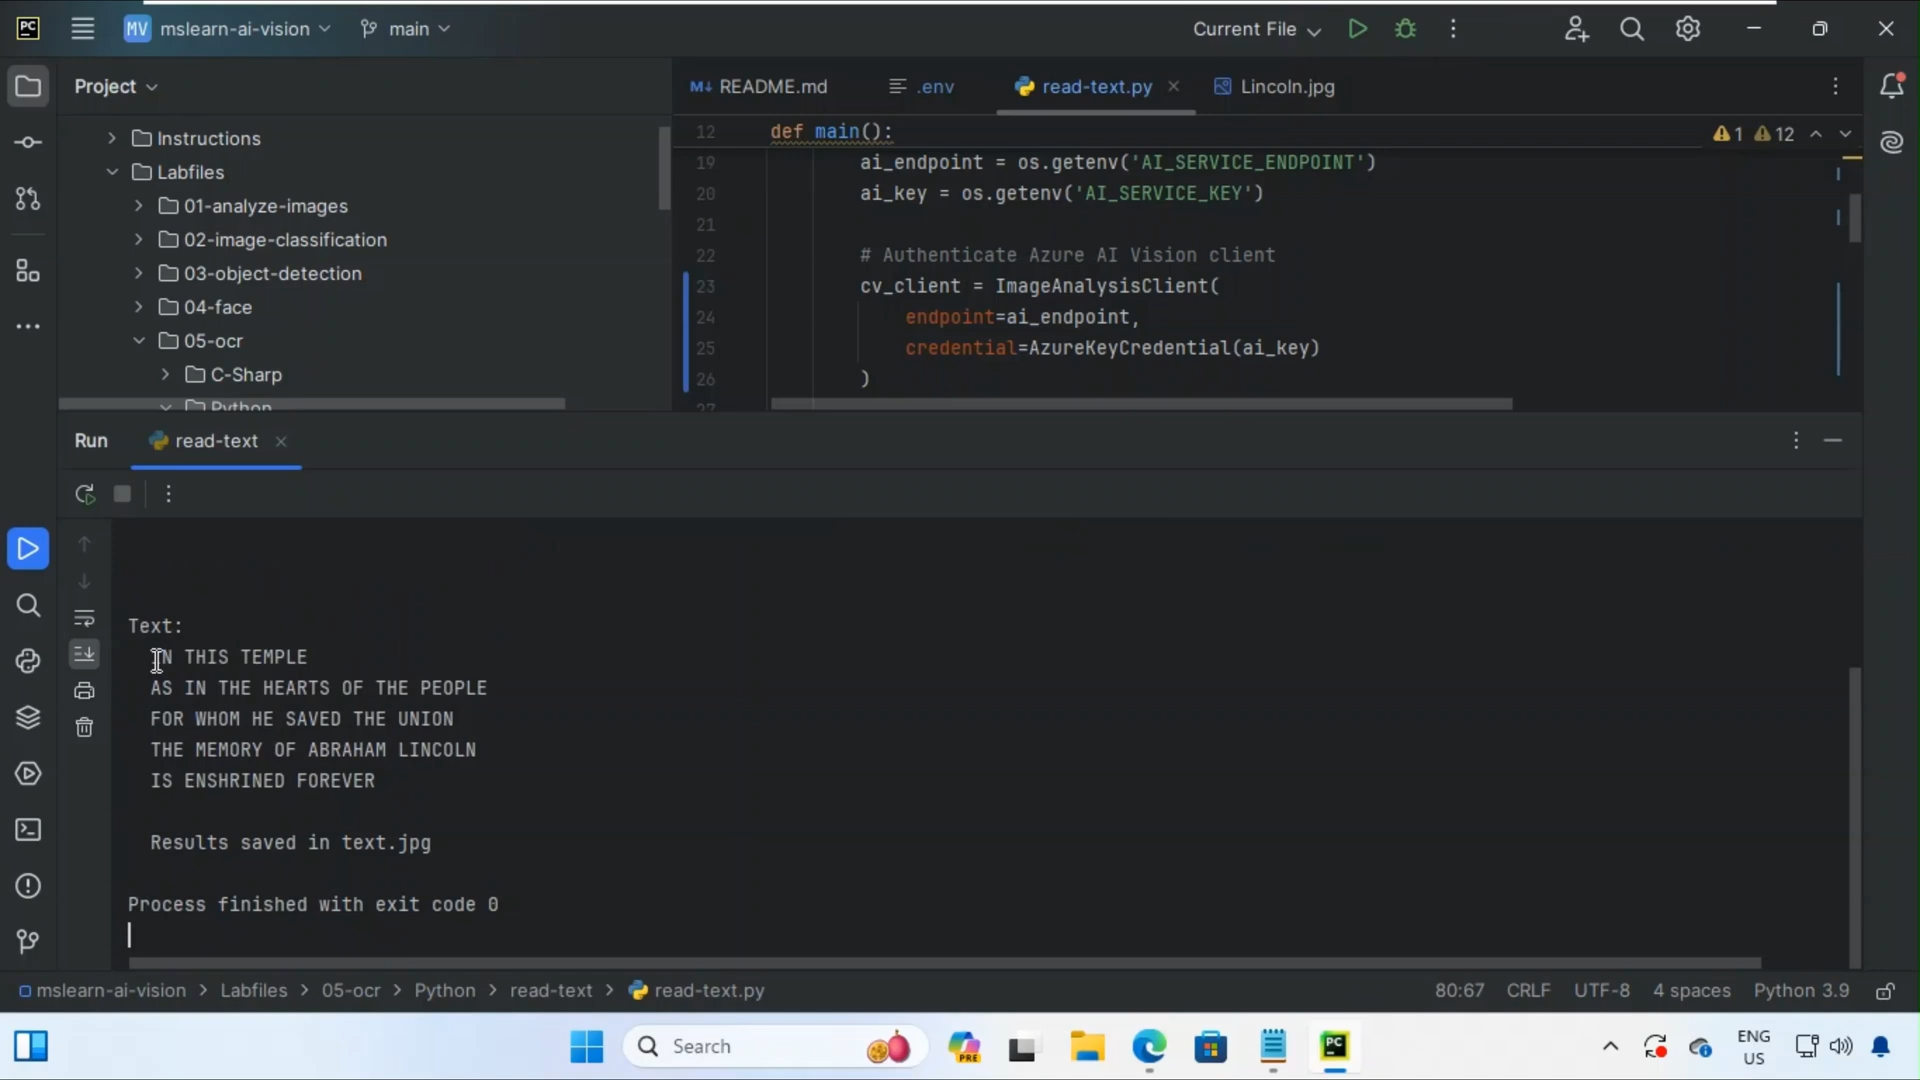 PC
MV mslearn-ai-vision
main
Current File
Project
Instructions
Labfiles
01-analyze-images
02-image-classification
03-object-detection
04-face
05-ocr
C-Sharp
Python
M↓ README.md
.env
read-text.py
Lincoln.jpg
12 def main():
1 12
19 ai_endpoint = os.getenv('AI_SERVICE_ENDPOINT')
20 ai_key = os.getenv('AI_SERVICE_KEY')
21
22 # Authenticate Azure AI Vision client
23 cv_client = ImageAnalysisClient(
24 endpoint=ai_endpoint,
25 credential=AzureKeyCredential(ai_key)
26 )
27
Run read-text
Text:
IN THIS TEMPLE
AS IN THE HEARTS OF THE PEOPLE
FOR WHOM HE SAVED THE UNION
THE MEMORY OF ABRAHAM LINCOLN
IS ENSHRINED FOREVER
Results saved in text.jpg
Process finished with exit code 0
mslearn-ai-vision > Labfiles > 05-ocr > Python > read-text > read-text.py
80:67 CRLF UTF-8 4 spaces Python 3.9
Search
PRE
PC
ENG
US